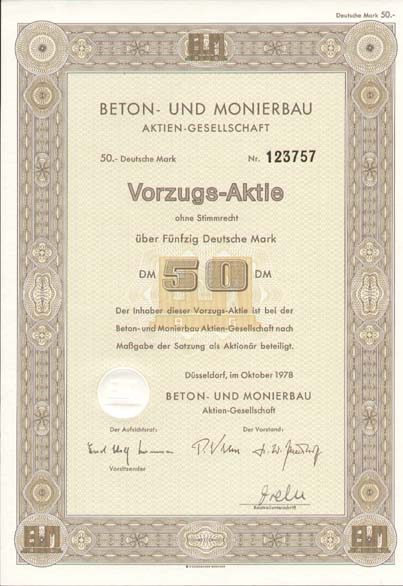 Deutsche Mark 50.-
BETON- UND MONIERBAU
AKTIEN-GESELLSCHAFT
50.- Deutsche Mark Nr. 123757
Vorzugs-Aktie
ohne Stimmrecht
über Fünfzig Deutsche Mark
DM 50 DM
Der Inhaber dieser Vorzugs-Aktie ist bei der
Beton- und Monierbau Aktien-Gesellschaft nach
Maßgabe der Satzung als Aktionär beteiligt.
Düsseldorf, im Oktober 1978
BETON- UND MONIERBAU
Aktien-Gesellschaft
Der Aufsichtsrat: Der Vorstand:
Vorsitzender
Kontrollunterschrift
50